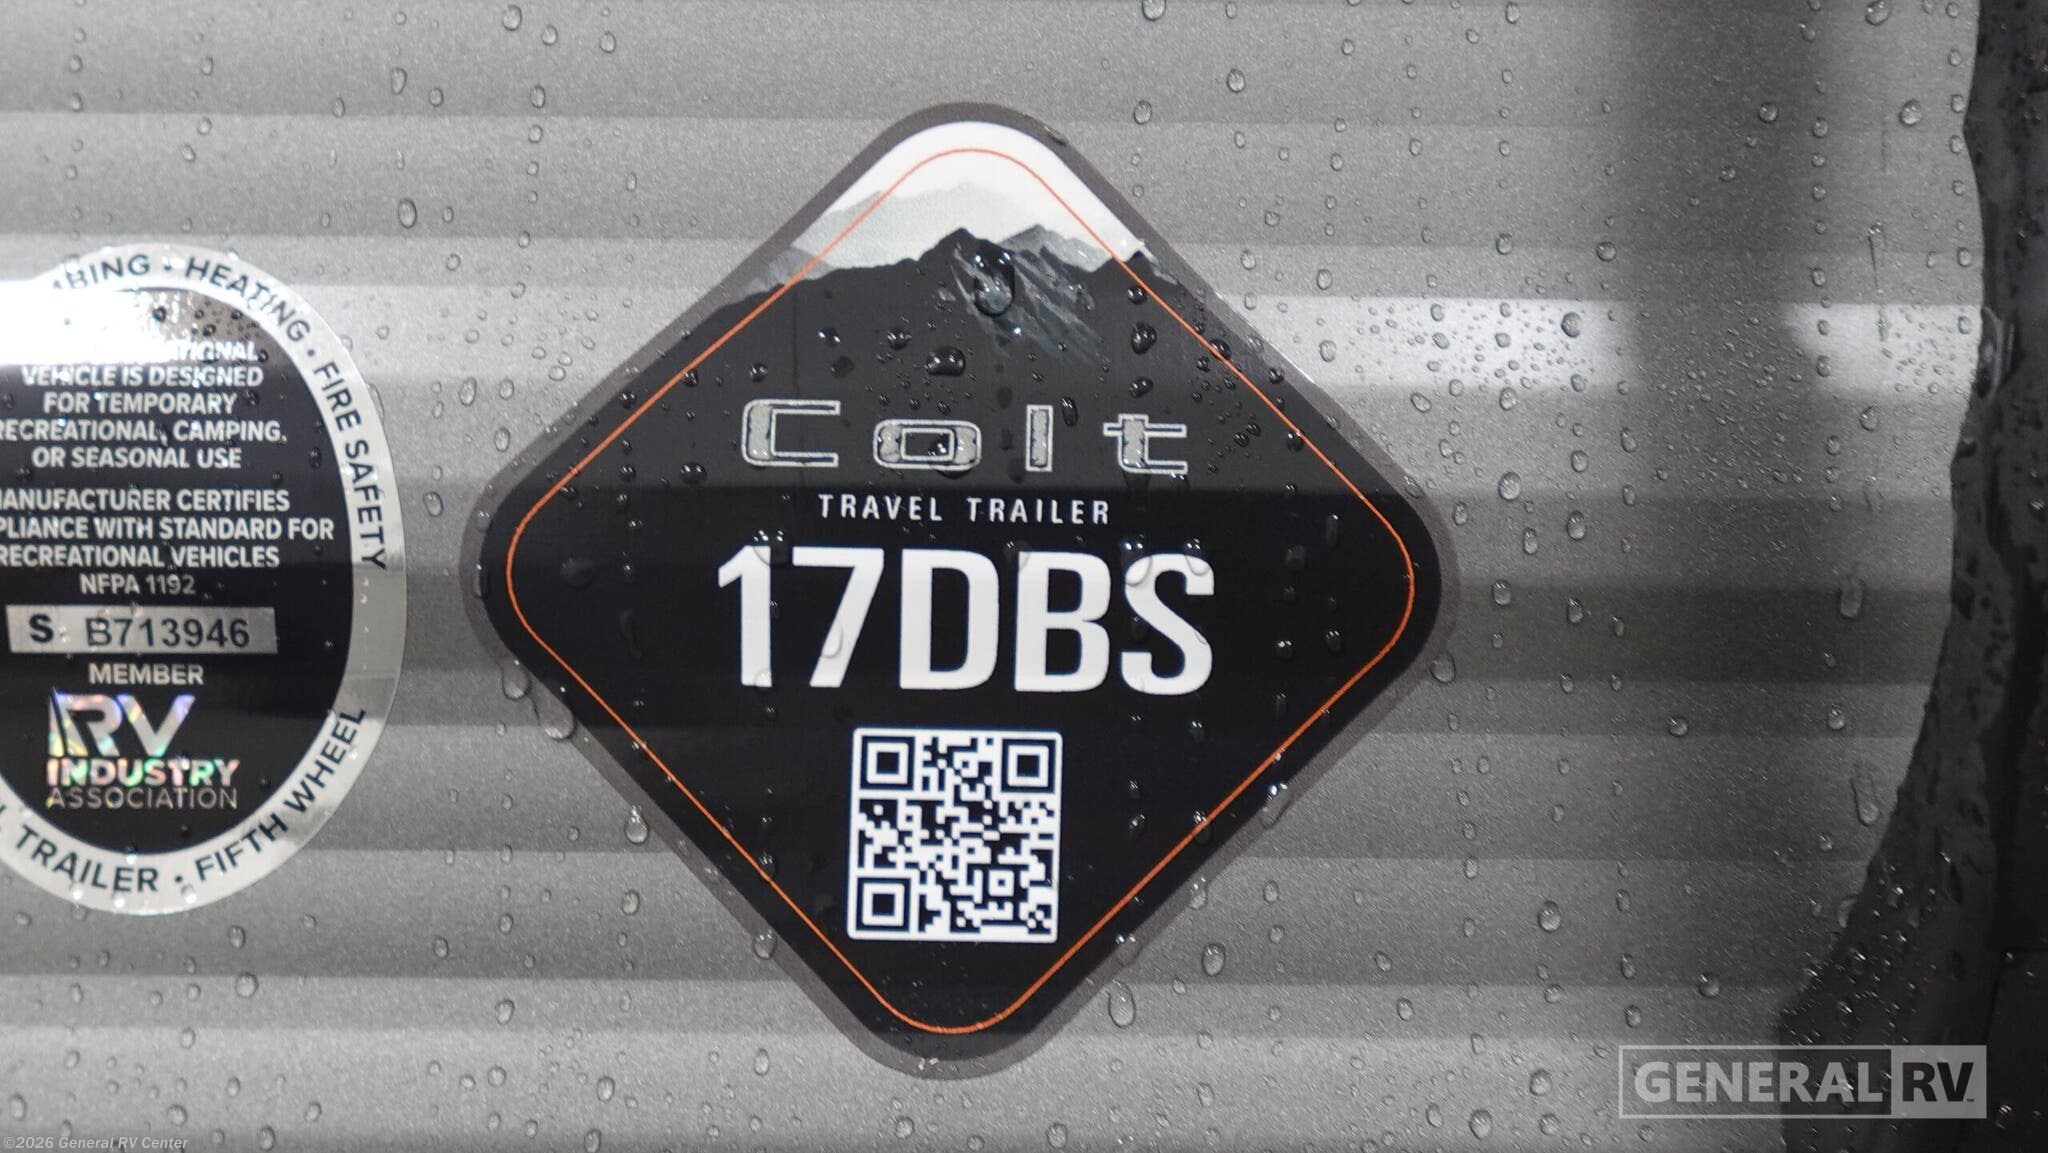 HEATING • FIRE SAFETY
VEHICLE IS DESIGNED
FOR TEMPORARY
RECREATIONAL, CAMPING,
OR SEASONAL USE
MANUFACTURER CERTIFIES
WITH STANDARD FOR
RECREATIONAL VEHICLES
NFPA 1192
S B713946
MEMBER
RV
INDUSTRY
ASSOCIATION
TRAILER • FIFTH WHEEL
Colt
TRAVEL TRAILER
17DBS
GENERAL RV
©2026 General RV Center